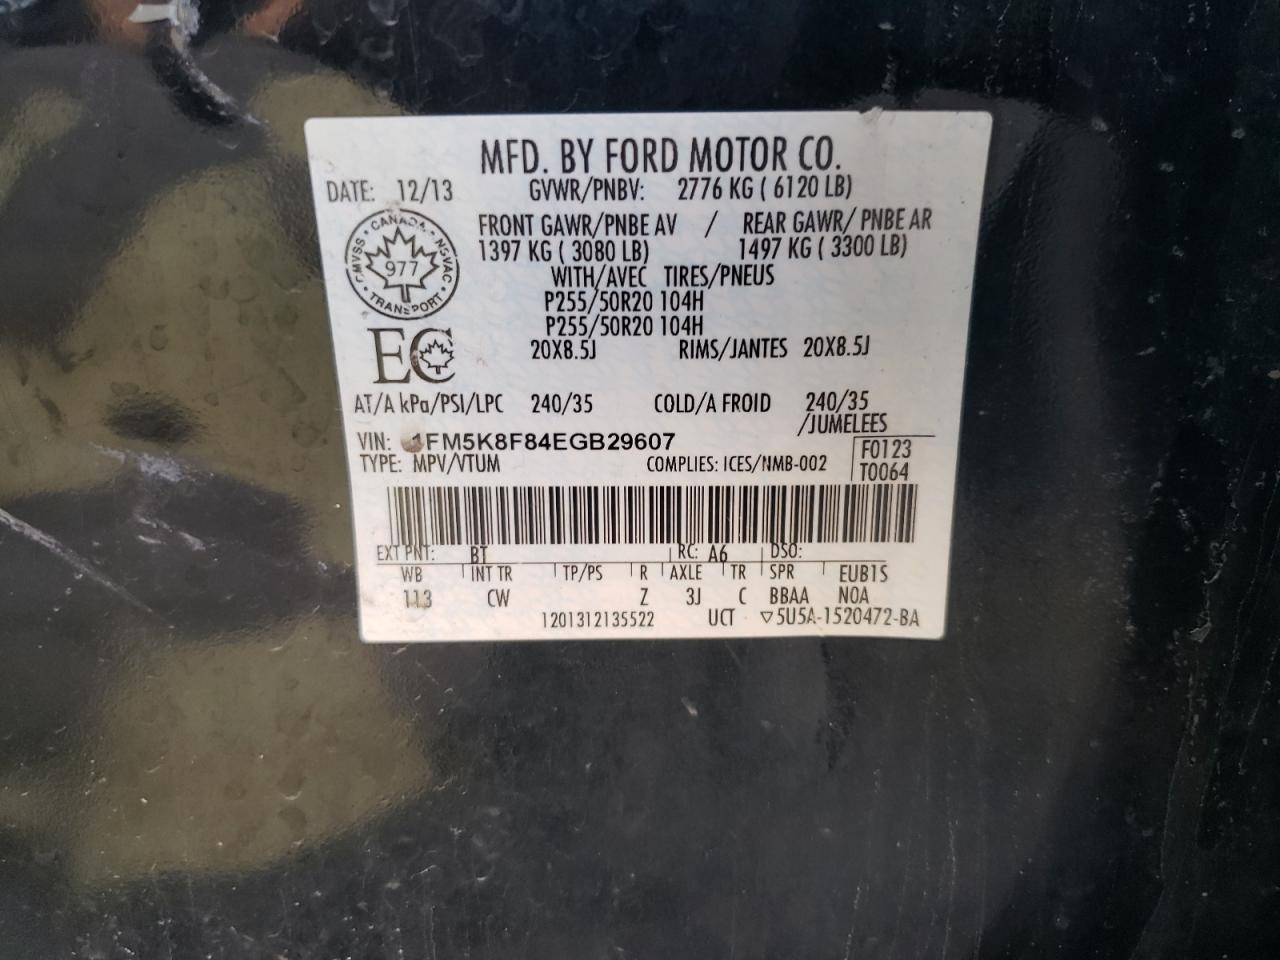 MFD. BY FORD MOTOR CO.
DATE: 12/13 GVWR/PNBV: 2776 KG ( 6120 LB)
FRONT GAWR/PNBE AV / REAR GAWR/ PNBE AR
1397 KG ( 3080 LB) 1497 KG ( 3300 LB)
WITH/AVEC TIRES/PNEUS
P255/50R20 104H
P255/50R20 104H
20X8.5J RIMS/JANTES 20X8.5J
CANADA
CMVSS NSVAC
977
TRANSPORT
EC
AT/A kPa/PSI/LPC 240/35 COLD/A FROID 240/35
/JUMELEES
VIN: 1FM5K8F84EGB29607
F0123
TYPE: MPV/VTUM COMPLIES: ICES/NMB-002
T0064
EXT PNT: BT RC: A6 DSO:
WB INT TR TP/PS R AXLE TR SPR EUB1S
113 CW Z 3J C BBAA NOA
1201312135522 UCT ▽5U5A-1520472-BA